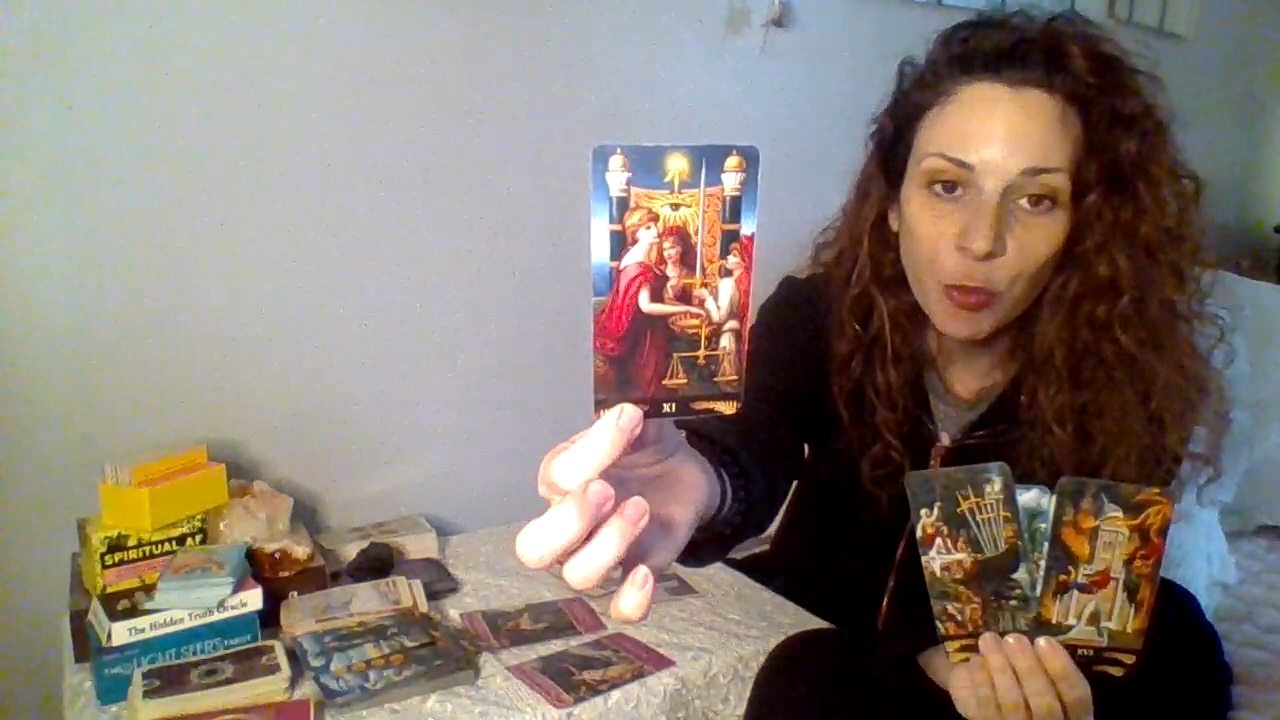 XI
XVI
SPIRITUAL AF
The Hidden Truth Oracle
THE LIGHT SEER'S TAROT